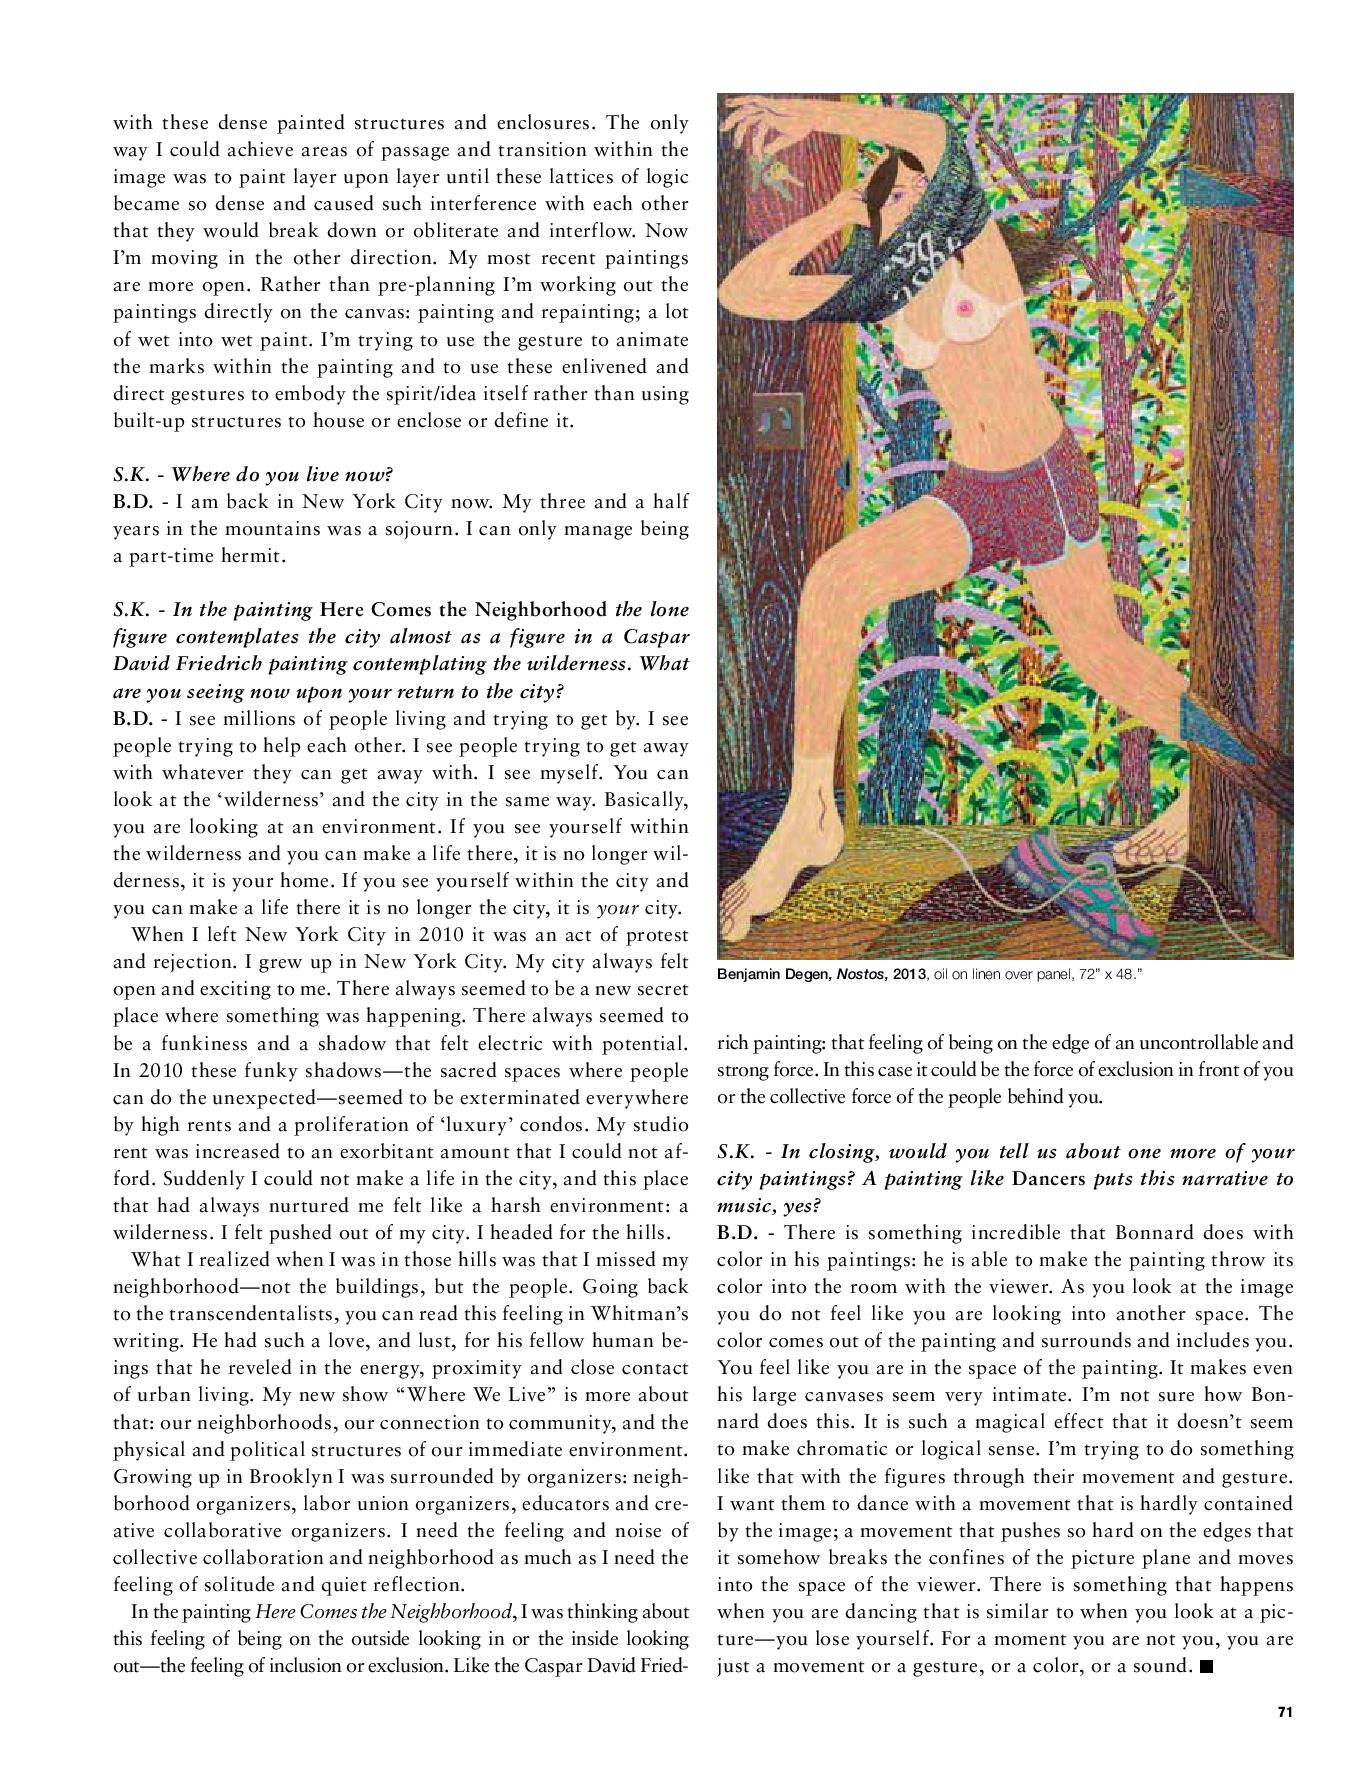 with these dense painted structures and enclosures. The only
way I could achieve areas of passage and transition within the
image was to paint layer upon layer until these lattices of logic
became so dense and caused such interference with each other
that they would break down or obliterate and interflow. Now
I'm moving in the other direction. My most recent paintings
are more open. Rather than pre-planning I'm working out the
paintings directly on the canvas: painting and repainting; a lot
of wet into wet paint. I'm trying to use the gesture to animate
the marks within the painting and to use these enlivened and
direct gestures to embody the spirit/idea itself rather than using
built-up structures to house or enclose or define it.
S.K. - Where do you live now?
B.D. - I am back in New York City now. My three and a half
years in the mountains was a sojourn. I can only manage being
a part-time hermit.
S.K. - In the painting Here Comes the Neighborhood the lone
figure contemplates the city almost as a figure in a Caspar
David Friedrich painting contemplating the wilderness. What
are you seeing now upon your return to the city?
B.D. - I see millions of people living and trying to get by. I see
people trying to help each other. I see people trying to get away
with whatever they can get away with. I see myself. You can
look at the ‘wilderness’ and the city in the same way. Basically,
you are looking at an environment. If you see yourself within
the wilderness and you can make a life there, it is no longer wil-
derness, it is your home. If you see yourself within the city and
you can make a life there it is no longer the city, it is your city.
When I left New York City in 2010 it was an act of protest
and rejection. I grew up in New York City. My city always felt
open and exciting to me. There always seemed to be a new secret
place where something was happening. There always seemed to
be a funkiness and a shadow that felt electric with potential.
In 2010 these funky shadows—the sacred spaces where people
can do the unexpected—seemed to be exterminated everywhere
by high rents and a proliferation of ‘luxury’ condos. My studio
rent was increased to an exorbitant amount that I could not af-
ford. Suddenly I could not make a life in the city, and this place
that had always nurtured me felt like a harsh environment: a
wilderness. I felt pushed out of my city. I headed for the hills.
What I realized when I was in those hills was that I missed my
neighborhood—not the buildings, but the people. Going back
to the transcendentalists, you can read this feeling in Whitman's
writing. He had such a love, and lust, for his fellow human be-
ings that he reveled in the energy, proximity and close contact
of urban living. My new show “Where We Live” is more about
that: our neighborhoods, our connection to community, and the
physical and political structures of our immediate environment.
Growing up in Brooklyn I was surrounded by organizers: neigh-
borhood organizers, labor union organizers, educators and cre-
ative collaborative organizers. I need the feeling and noise of
collective collaboration and neighborhood as much as I need the
feeling of solitude and quiet reflection.
In the painting Here Comes the Neighborhood, I was thinking about
this feeling of being on the outside looking in or the inside looking
out—the feeling of inclusion or exclusion. Like the Caspar David Fried-
Benjamin Degen, Nostos, 2013, oil on linen over panel, 72” x 48.”
rich painting: that feeling of being on the edge of an uncontrollable and
strong force. In this case it could be the force of exclusion in front of you
or the collective force of the people behind you.
S.K. - In closing, would you tell us about one more of your
city paintings? A painting like Dancers puts this narrative to
music, yes?
B.D. - There is something incredible that Bonnard does with
color in his paintings: he is able to make the painting throw its
color into the room with the viewer. As you look at the image
you do not feel like you are looking into another space. The
color comes out of the painting and surrounds and includes you.
You feel like you are in the space of the painting. It makes even
his large canvases seem very intimate. I'm not sure how Bon-
nard does this. It is such a magical effect that it doesn't seem
to make chromatic or logical sense. I'm trying to do something
like that with the figures through their movement and gesture.
I want them to dance with a movement that is hardly contained
by the image; a movement that pushes so hard on the edges that
it somehow breaks the confines of the picture plane and moves
into the space of the viewer. There is something that happens
when you are dancing that is similar to when you look at a pic-
ture—you lose yourself. For a moment you are not you, you are
just a movement or a gesture, or a color, or a sound. ■
71